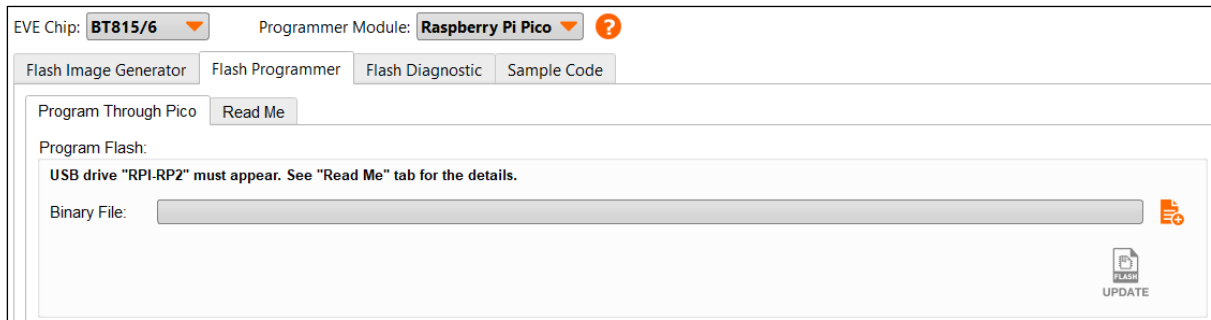 EVE Chip: BT815/6 Programmer Module: Raspberry Pi Pico ?
Flash Image Generator Flash Programmer Flash Diagnostic Sample Code
Program Through Pico Read Me
Program Flash:
USB drive "RPI-RP2" must appear. See "Read Me" tab for the details.
Binary File:
FLASH
UPDATE